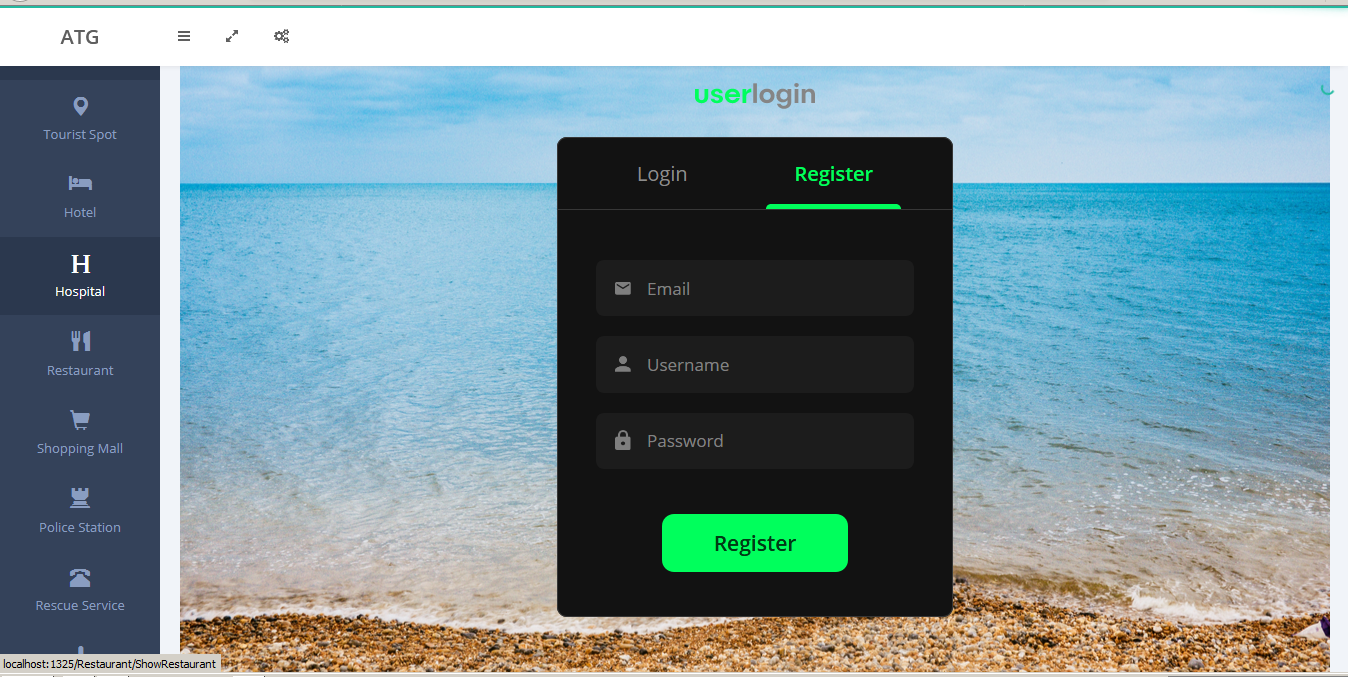 ATG
Tourist Spot
Hotel
H
Hospital
Restaurant
Shopping Mall
Police Station
Rescue Service
userlogin
Login
Register
Email
Username
Password
Register
localhost:1325/Restaurant/ShowRestaurant